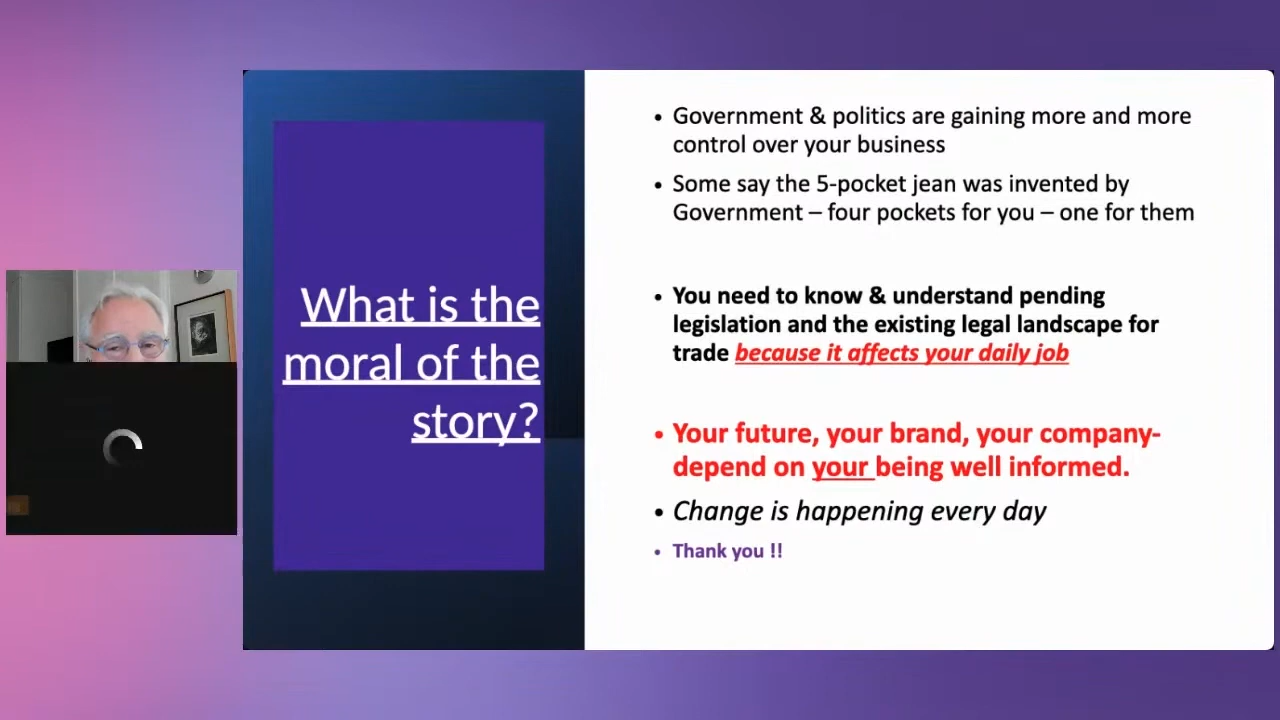 What is the
moral of the
story?
• Government & politics are gaining more and more
control over your business
• Some say the 5-pocket jean was invented by
Government – four pockets for you – one for them
• You need to know & understand pending
legislation and the existing legal landscape for
trade because it affects your daily job
• Your future, your brand, your company-
depend on your being well informed.
• Change is happening every day
• Thank you !!